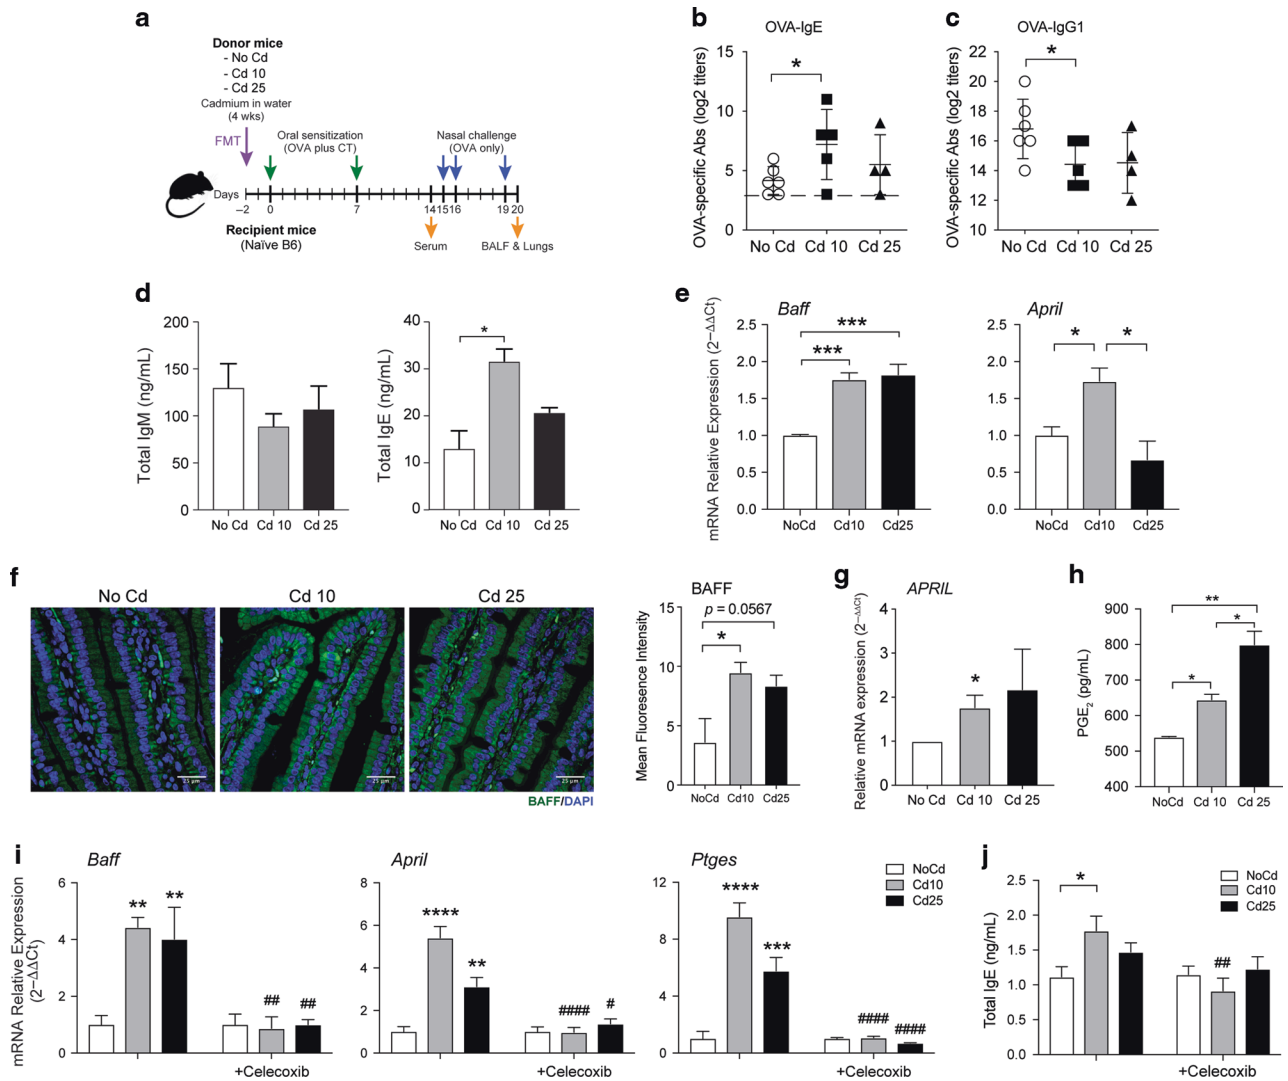 a
Donor mice
- No Cd
- Cd 10
- Cd 25
Cadmium in water
(4 wks)
FMT
Oral sensitization
(OVA plus CT)
Nasal challenge
(OVA only)
Days
−2 0 7 14 15 16 19 20
Recipient mice
(Naïve B6)
Serum
BALF & Lungs
b
OVA-IgE
OVA-specific Abs (log2 titers)
15
10
5
0
*
No Cd Cd 10 Cd 25
c
OVA-IgG1
OVA-specific Abs (log2 titers)
22
20
18
16
14
12
10
*
No Cd Cd 10 Cd 25
d
Total IgM (ng/mL)
200
150
100
50
0
No Cd Cd 10 Cd 25
Total IgE (ng/mL)
40
30
20
10
0
*
No Cd Cd 10 Cd 25
e
Baff
mRNA Relative Expression (2−ΔΔCt)
2.5
2.0
1.5
1.0
0.5
0.0
***
***
NoCd Cd10 Cd25
April
2.5
2.0
1.5
1.0
0.5
0.0
* *
NoCd Cd10 Cd25
f
No Cd Cd 10 Cd 25
25 μm 25 μm 25 μm
BAFF/DAPI
BAFF
Mean Fluoresence Intensity
15
10
5
0
p = 0.0567
*
NoCd Cd10 Cd25
g
APRIL
Relative mRNA expression (2−ΔΔCt)
4
3
2
1
0
*
No Cd Cd 10 Cd 25
h
PGE2 (pg/mL)
900
800
700
600
500
400
**
*
*
NoCd Cd 10 Cd 25
i
Baff
mRNA Relative Expression
(2−ΔΔCt)
6
4
2
0
** **
## ##
+Celecoxib
April
8
6
4
2
0
****
**
#### #
+Celecoxib
Ptges
12
8
4
0
****
***
#### ####
+Celecoxib
NoCd
Cd10
Cd25
j
Total IgE (ng/mL)
2.5
2.0
1.5
1.0
0.5
0.0
*
##
+Celecoxib
NoCd
Cd10
Cd25